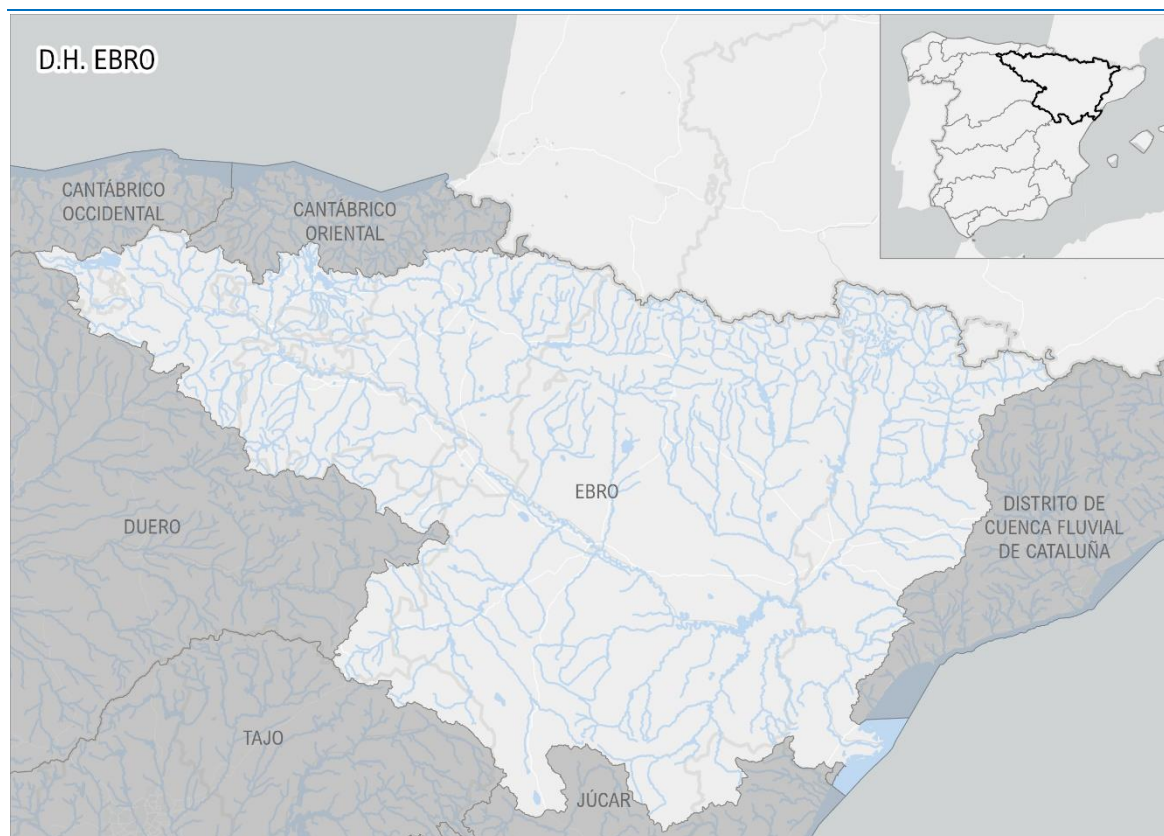 D.H. EBRO
CANTÁBRICO
OCCIDENTAL
CANTÁBRICO
ORIENTAL
EBRO
DISTRITO DE
CUENCA FLUVIAL
DE CATALUÑA
DUERO
TAJO
JÚCAR